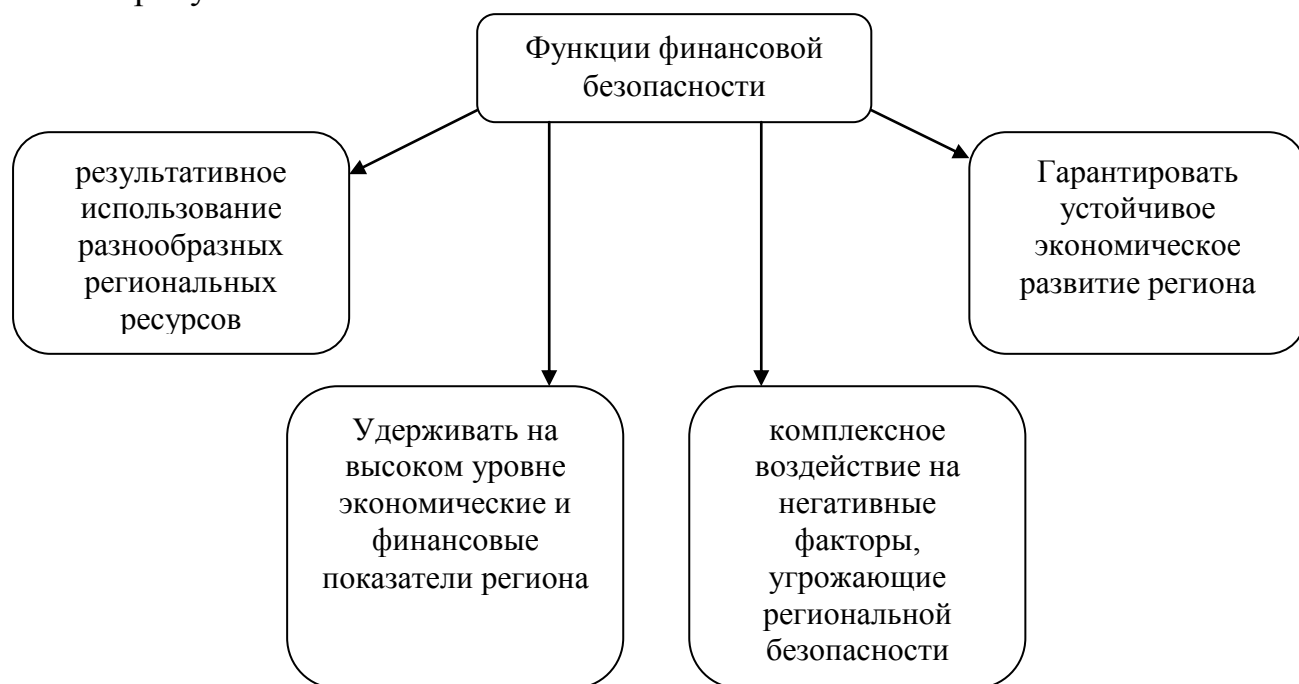 Функции финансовой
безопасности
результативное
использование
разнообразных
региональных
ресурсов
Гарантировать
устойчивое
экономическое
развитие региона
Удерживать на
высоком уровне
экономические и
финансовые
показатели региона
комплексное
воздействие на
негативные
факторы,
угрожающие
региональной
безопасности